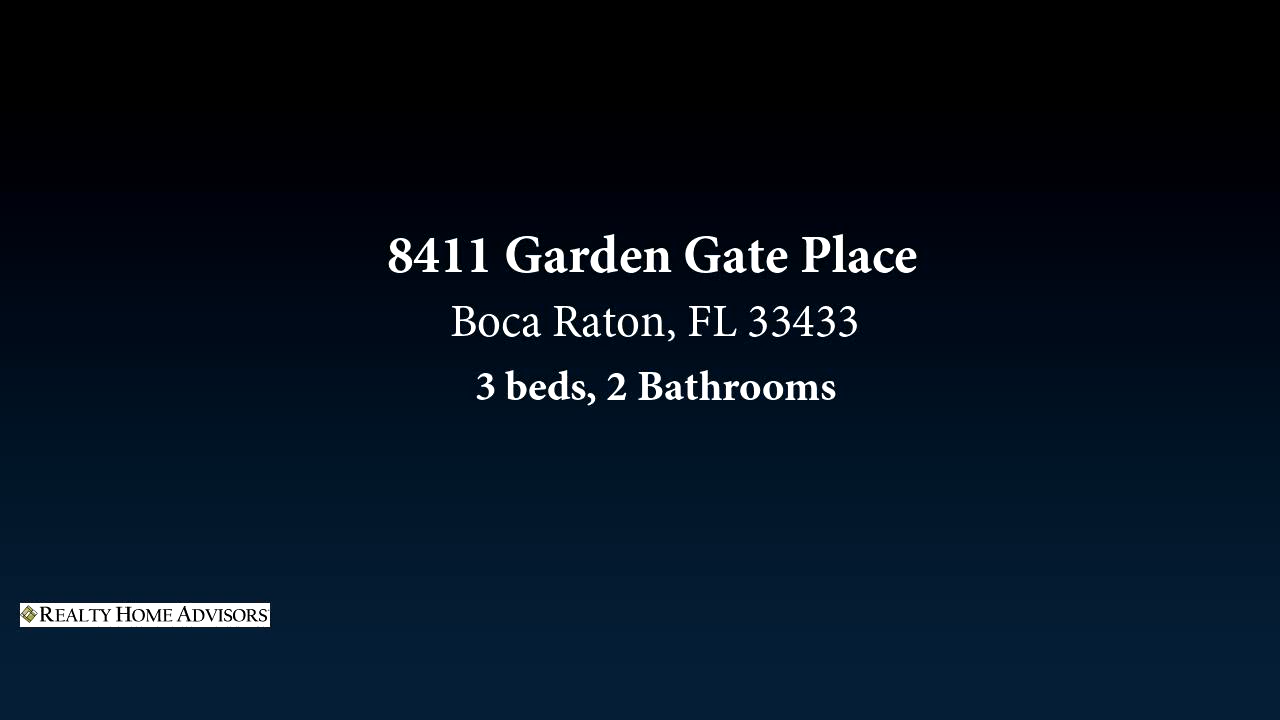 8411 Garden Gate Place
Boca Raton, FL 33433
3 beds, 2 Bathrooms
REALTY HOME ADVISORS